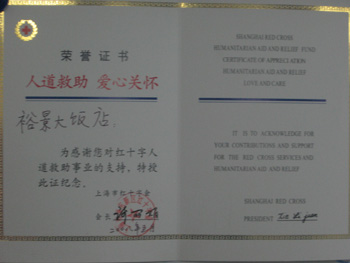 荣誉证书
人道救助 爱心关怀
裕景大饭店:
为感谢您对红十字人
道救助事业的支持,特授
此证纪念。
上海市红十字会
会长
SHANGHAI RED CROSS
HUMANITARIAN AID AND RELIEF FUND
CERTIFICATE OF APPRECIATION
HUMANITARIAN AID AND RELIEF
LOVE AND CARE
IT IS TO ACKNOWLEDGE FOR
YOUR CONTRIBUTIONS AND SUPPORT
FOR THE RED CROSS SERVICES AND
HUMANITARIAN AID AND RELIEF
SHANGHAI RED CROSS
PRESIDENT